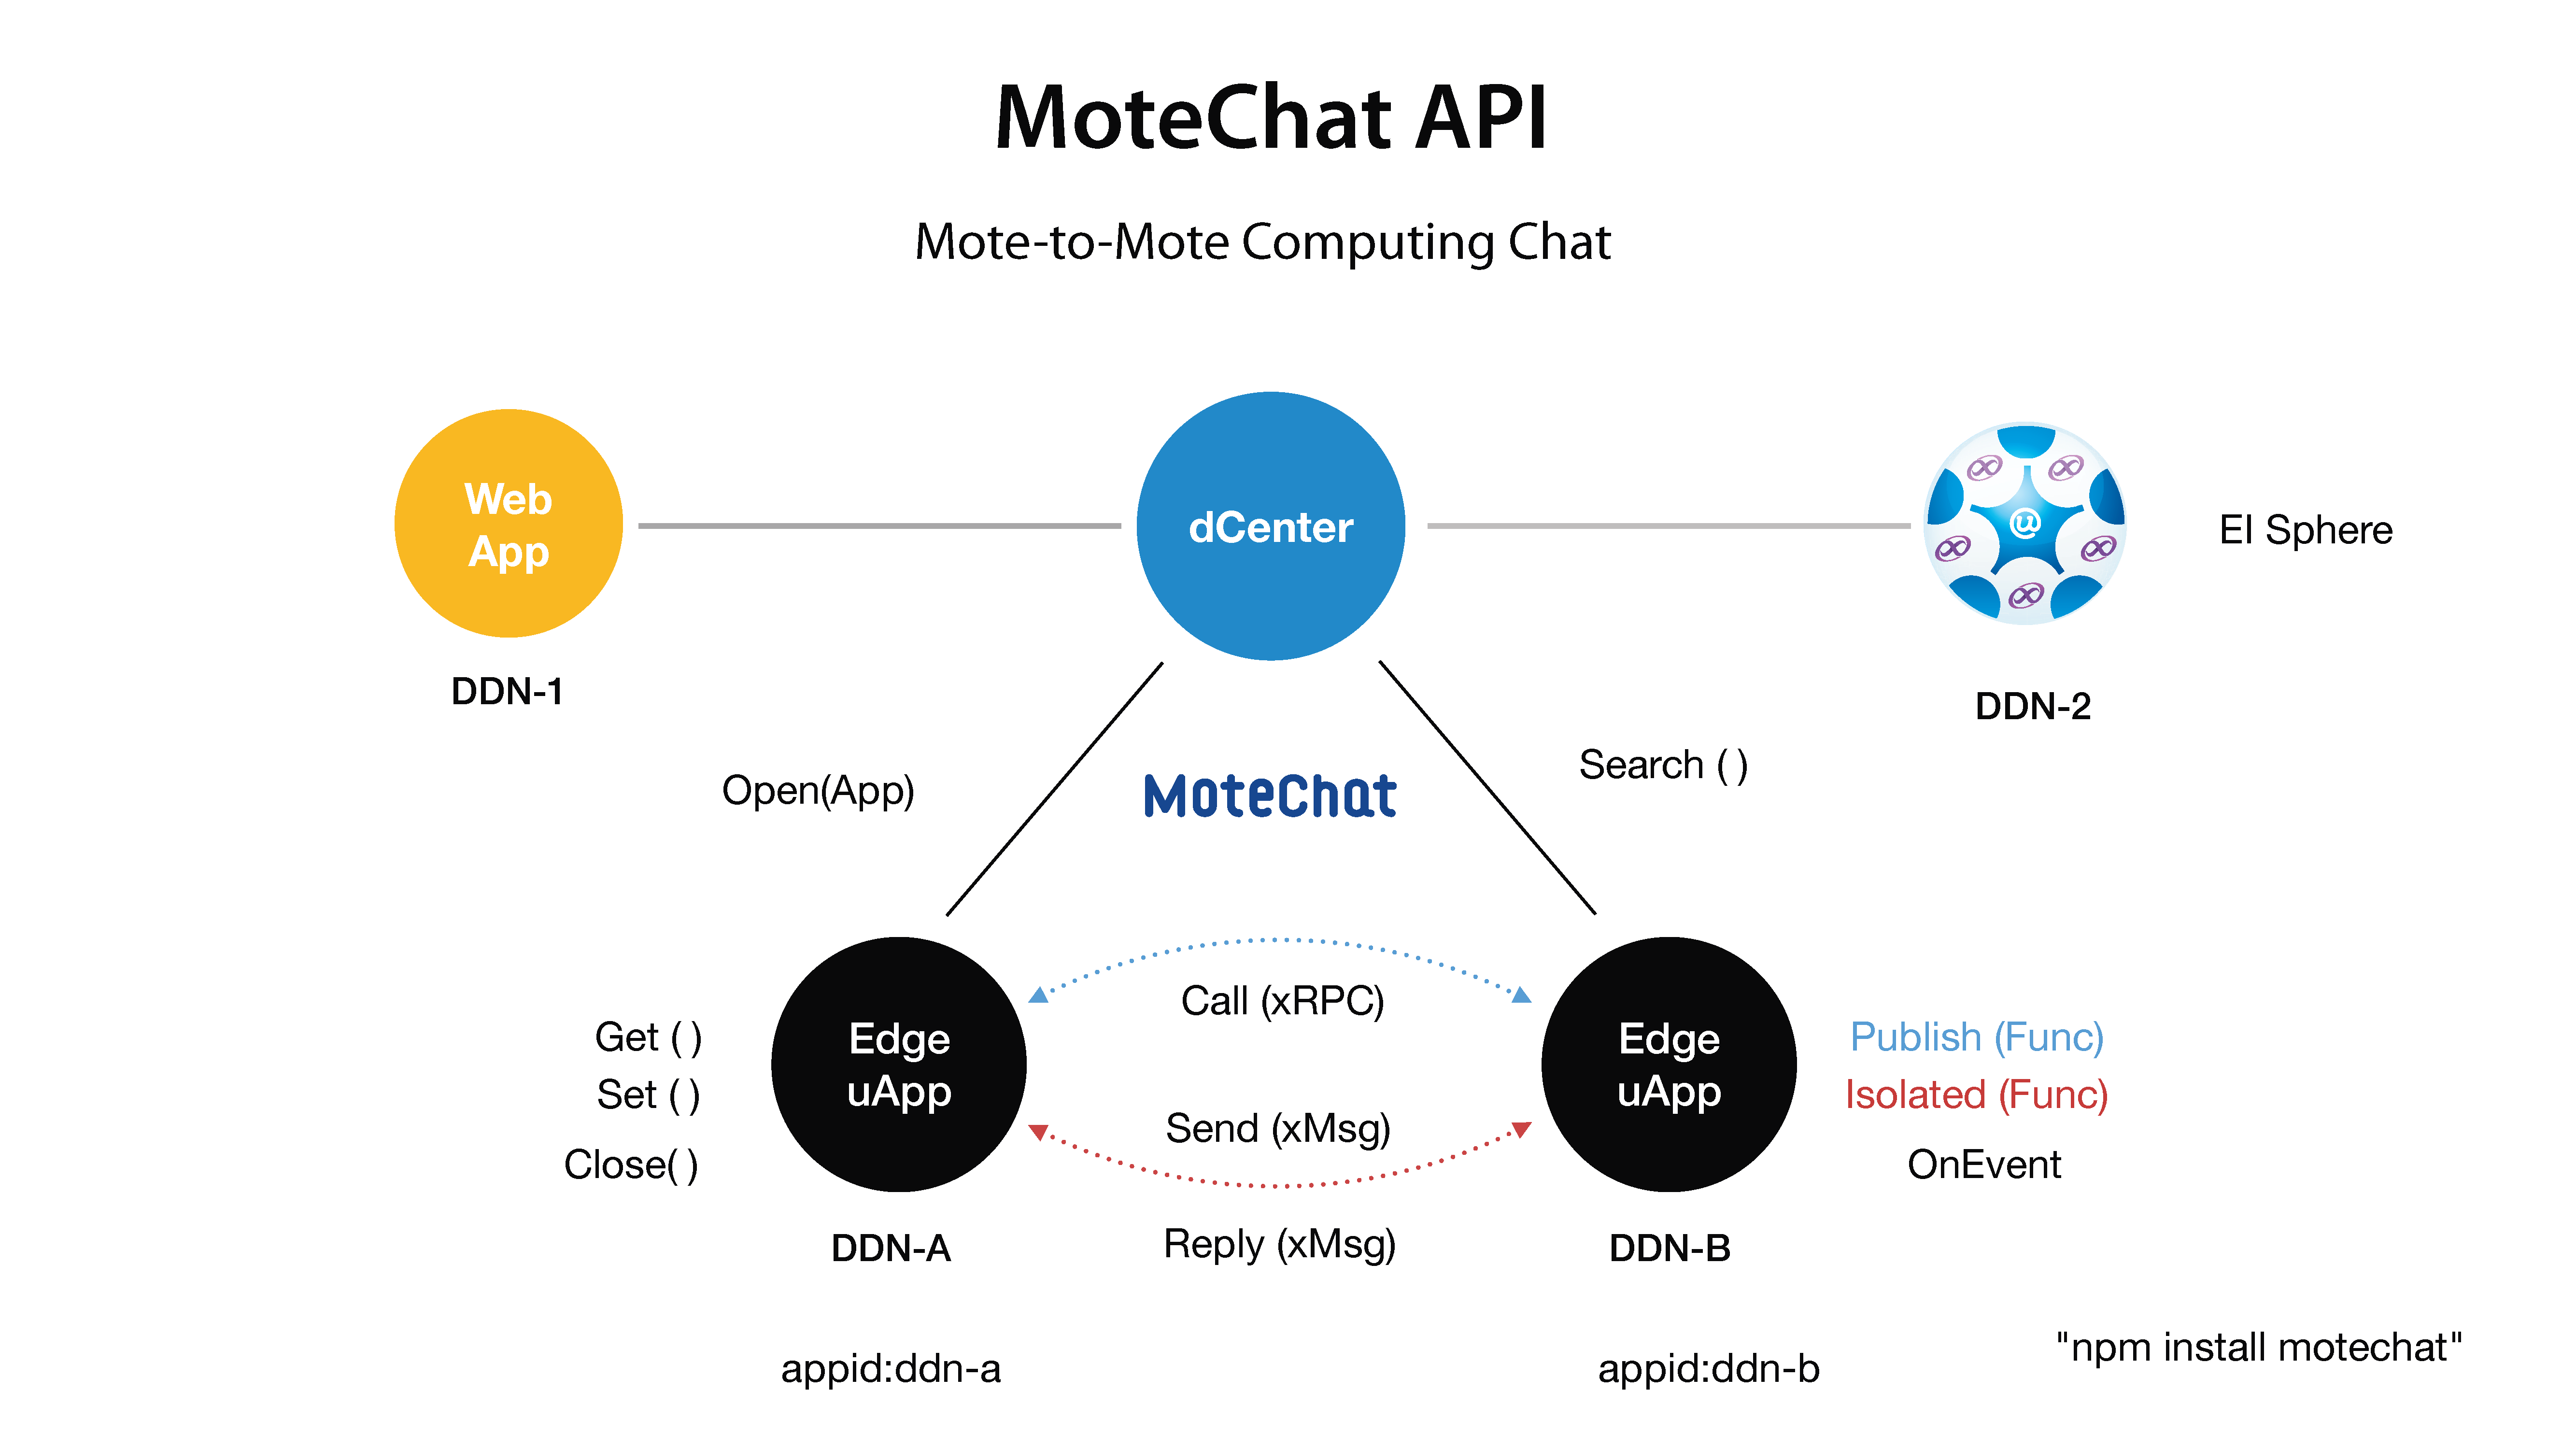 MoteChat API
Mote-to-Mote Computing Chat
Web
App
dCenter
@
EI Sphere
DDN-1
DDN-2
Open(App)
MoteChat
Search ( )
Call (xRPC)
Get ( )
Set ( )
Close( )
Edge
uApp
Send (xMsg)
Edge
uApp
Publish (Func)
Isolated (Func)
OnEvent
DDN-A
Reply (xMsg)
DDN-B
appid:ddn-a
appid:ddn-b
"npm install motechat"